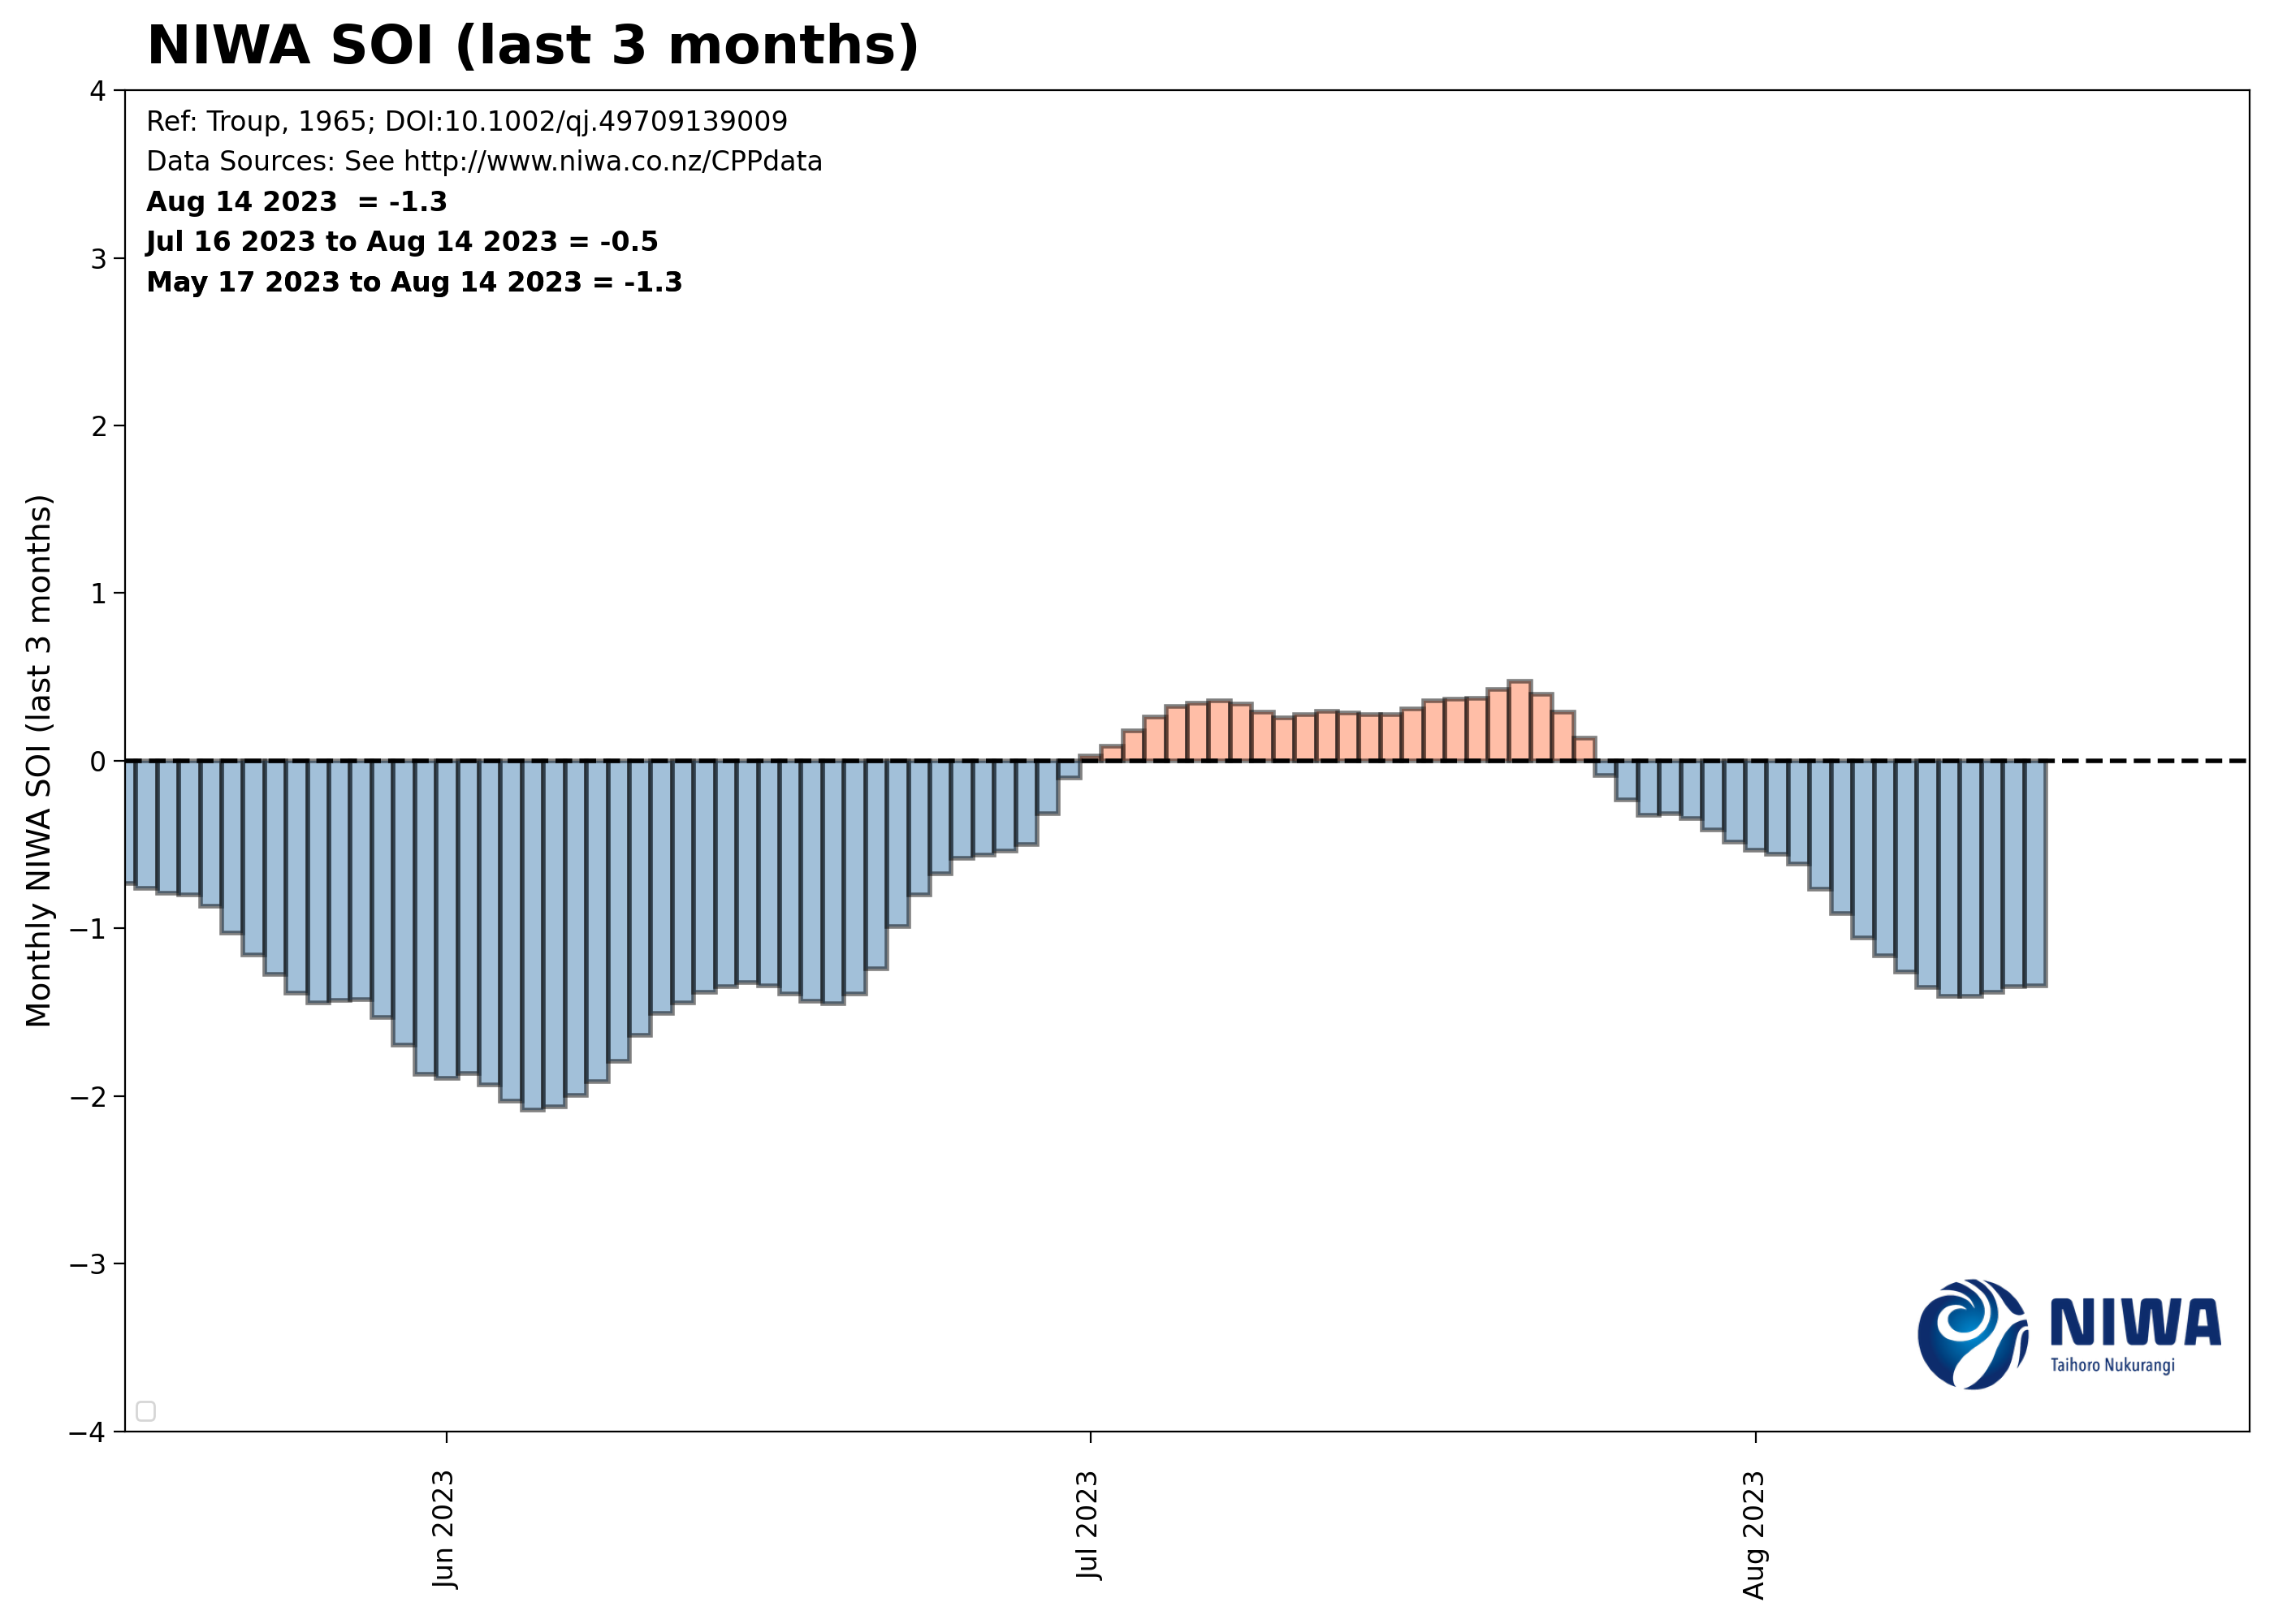 NIWA SOI (last 3 months)
Ref: Troup, 1965; DOI:10.1002/qj.49709139009
Data Sources: See http://www.niwa.co.nz/CPPdata
Aug 14 2023  = -1.3
Jul 16 2023 to Aug 14 2023 = -0.5
May 17 2023 to Aug 14 2023 = -1.3
Monthly NIWA SOI (last 3 months)
4
3
2
1
0
−1
−2
−3
−4
Jun 2023
Jul 2023
Aug 2023
NIWA
Taihoro Nukurangi